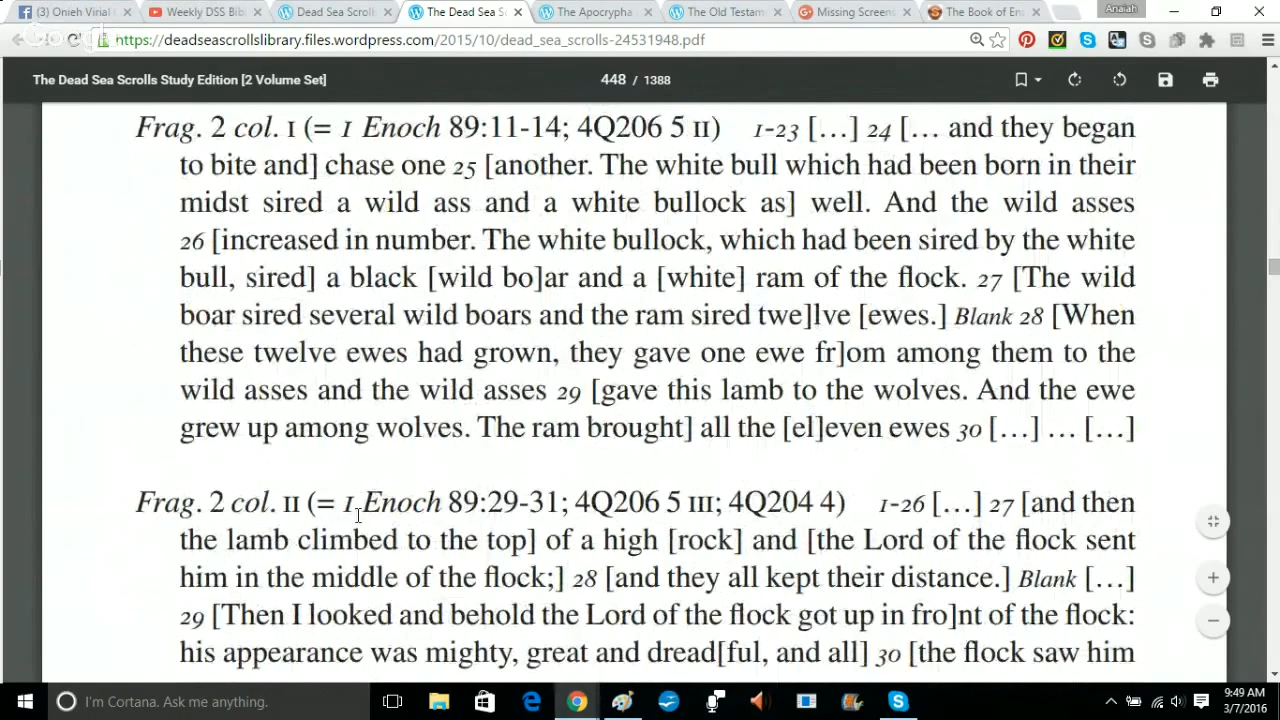 Onieh Virial
Weekly DSS Bib
Dead Sea Scrolls
The Dead Sea S
The Apocrypha
The Old Testam
Missing Screens
The Book of En
Anaiah
https://deadseascrollslibrary.files.wordpress.com/2015/10/dead_sea_scrolls-24531948.pdf
The Dead Sea Scrolls Study Edition [2 Volume Set]
448 / 1388
Frag. 2 col. I (= 1 Enoch 89:11-14; 4Q206 5 II) 1-23 […] 24 [… and they began
to bite and] chase one 25 [another. The white bull which had been born in their
midst sired a wild ass and a white bullock as] well. And the wild asses
26 [increased in number. The white bullock, which had been sired by the white
bull, sired] a black [wild bo]ar and a [white] ram of the flock. 27 [The wild
boar sired several wild boars and the ram sired twe]lve [ewes.] Blank 28 [When
these twelve ewes had grown, they gave one ewe fr]om among them to the
wild asses and the wild asses 29 [gave this lamb to the wolves. And the ewe
grew up among wolves. The ram brought] all the [el]even ewes 30 […] … […]
Frag. 2 col. II (= 1 Enoch 89:29-31; 4Q206 5 III; 4Q204 4) 1-26 […] 27 [and then
the lamb climbed to the top] of a high [rock] and [the Lord of the flock sent
him in the middle of the flock;] 28 [and they all kept their distance.] Blank […]
29 [Then I looked and behold the Lord of the flock got up in fro]nt of the flock:
his appearance was mighty, great and dread[ful, and all] 30 [the flock saw him
I'm Cortana. Ask me anything.
9:49 AM
3/7/2016